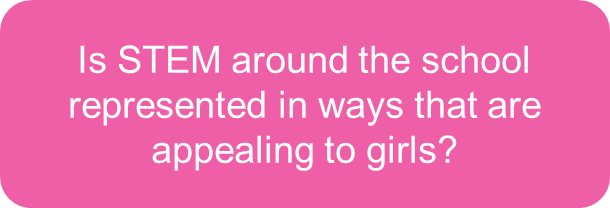 Is STEM around the school
represented in ways that are
appealing to girls?